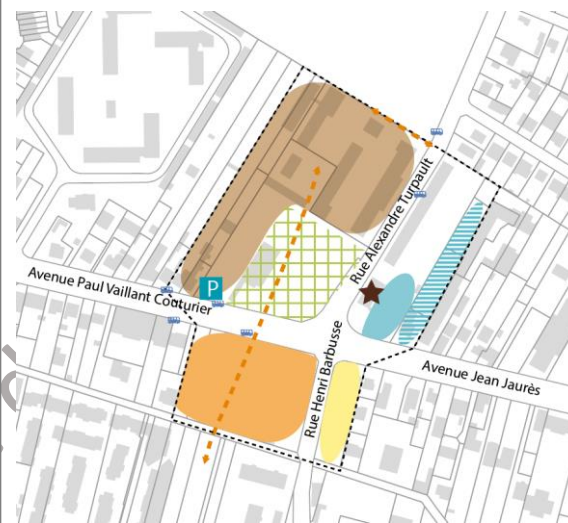 Rue Alexandre Turpault
P
Avenue Paul Vaillant Couturier
Rue Henri Barbusse
Avenue Jean Jaurès